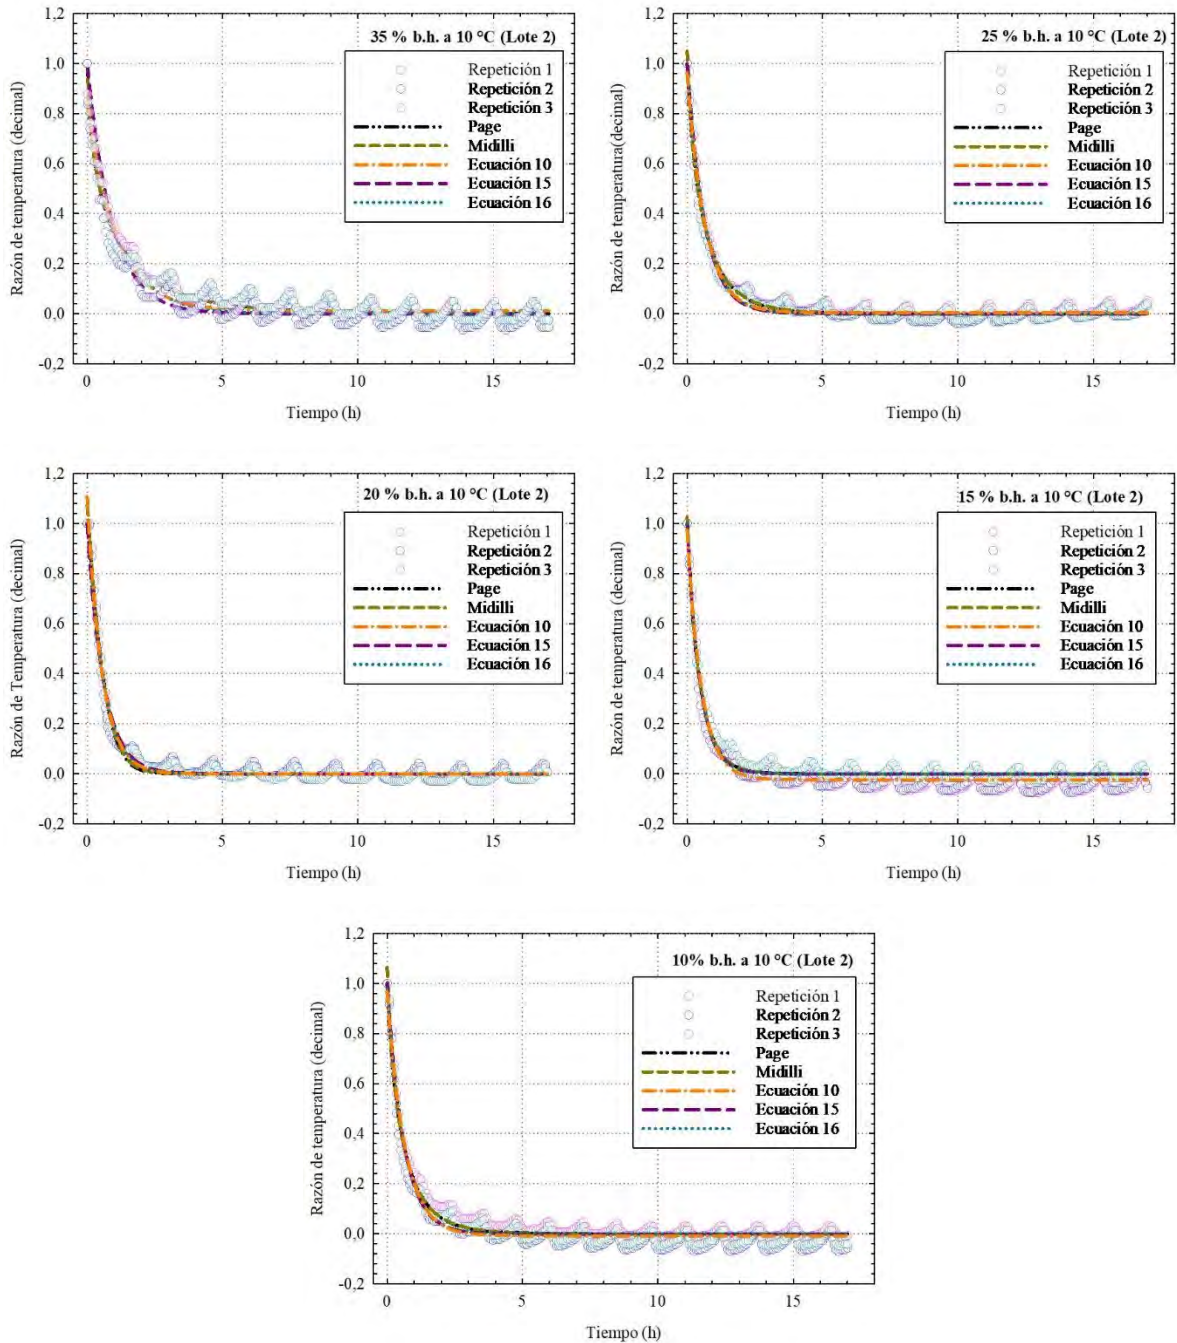 35 % b.h. a 10 °C (Lote 2)
Repetición 1
Repetición 2
Repetición 3
Page
Midilli
Ecuación 10
Ecuación 15
Ecuación 16
Razón de temperatura (decimal)
1,2
1,0
0,8
0,6
0,4
0,2
0,0
-0,2
0 5 10 15
Tiempo (h)
25 % b.h. a 10 °C (Lote 2)
Repetición 1
Repetición 2
Repetición 3
Page
Midilli
Ecuación 10
Ecuación 15
Ecuación 16
Razón de temperatura(decimal)
1,2
1,0
0,8
0,6
0,4
0,2
0,0
-0,2
0 5 10 15
Tiempo (h)
20 % b.h. a 10 °C (Lote 2)
Repetición 1
Repetición 2
Repetición 3
Page
Midilli
Ecuación 10
Ecuación 15
Ecuación 16
Razón de Temperatura (decimal)
1,2
1,0
0,8
0,6
0,4
0,2
0,0
-0,2
0 5 10 15
Tiempo (h)
15 % b.h. a 10 °C (Lote 2)
Repetición 1
Repetición 2
Repetición 3
Page
Midilli
Ecuación 10
Ecuación 15
Ecuación 16
Razón de temperatura (decimal)
1,2
1,0
0,8
0,6
0,4
0,2
0,0
-0,2
0 5 10 15
Tiempo (h)
10% b.h. a 10 °C (Lote 2)
Repetición 1
Repetición 2
Repetición 3
Page
Midilli
Ecuación 10
Ecuación 15
Ecuación 16
Razón de temperatura (decimal)
1,2
1,0
0,8
0,6
0,4
0,2
0,0
-0,2
0 5 10 15
Tiempo (h)